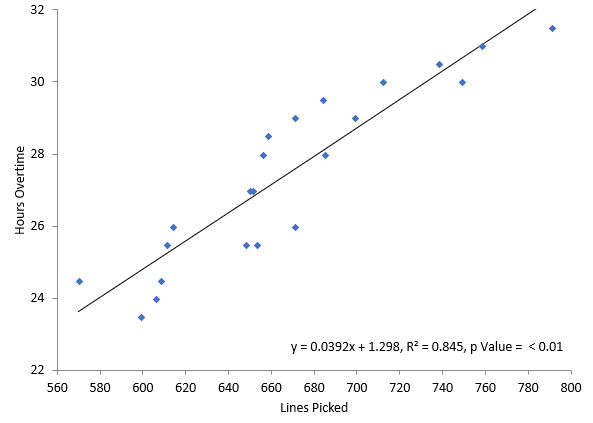 32
30
28
26
24
22
Hours Overtime
y = 0.0392x + 1.298, R² = 0.845, p Value = < 0.01
560 580 600 620 640 660 680 700 720 740 760 780 800
Lines Picked